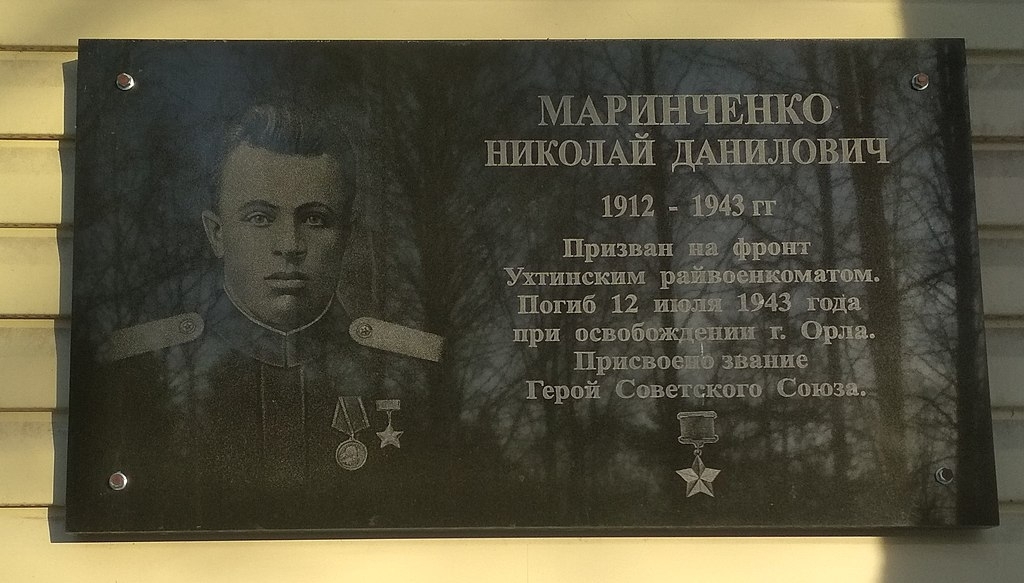 МАРИНЧЕНКО
НИКОЛАЙ ДАНИЛОВИЧ
1912 - 1943 гг
Призван на фронт
Ухтинским райвоенкоматом.
Погиб 12 июля 1943 года
при освобождении г. Орла.
Присвоено звание
Герой Советского Союза.